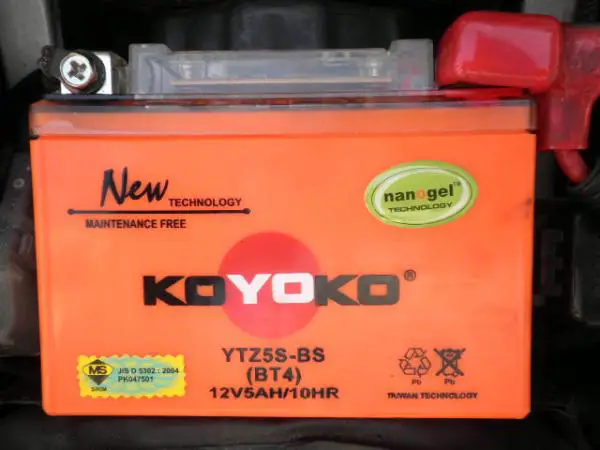 New TECHNOLOGY
MAINTENANCE FREE
nanogel™
TECHNOLOGY
KOYOKO®
YTZ5S-BS
(BT4)
12V5AH/10HR
MS
JIS D 5302 : 2004
PK047501
Pb Pb
TAIWAN TECHNOLOGY